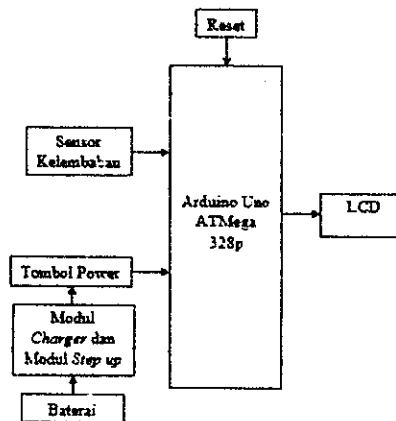 Reset
Sensor
Kelembaban
Arduino Uno
ATMega
328p
LCD
Tombol Power
Modul
Charger dan
Modul Step up
Baterai